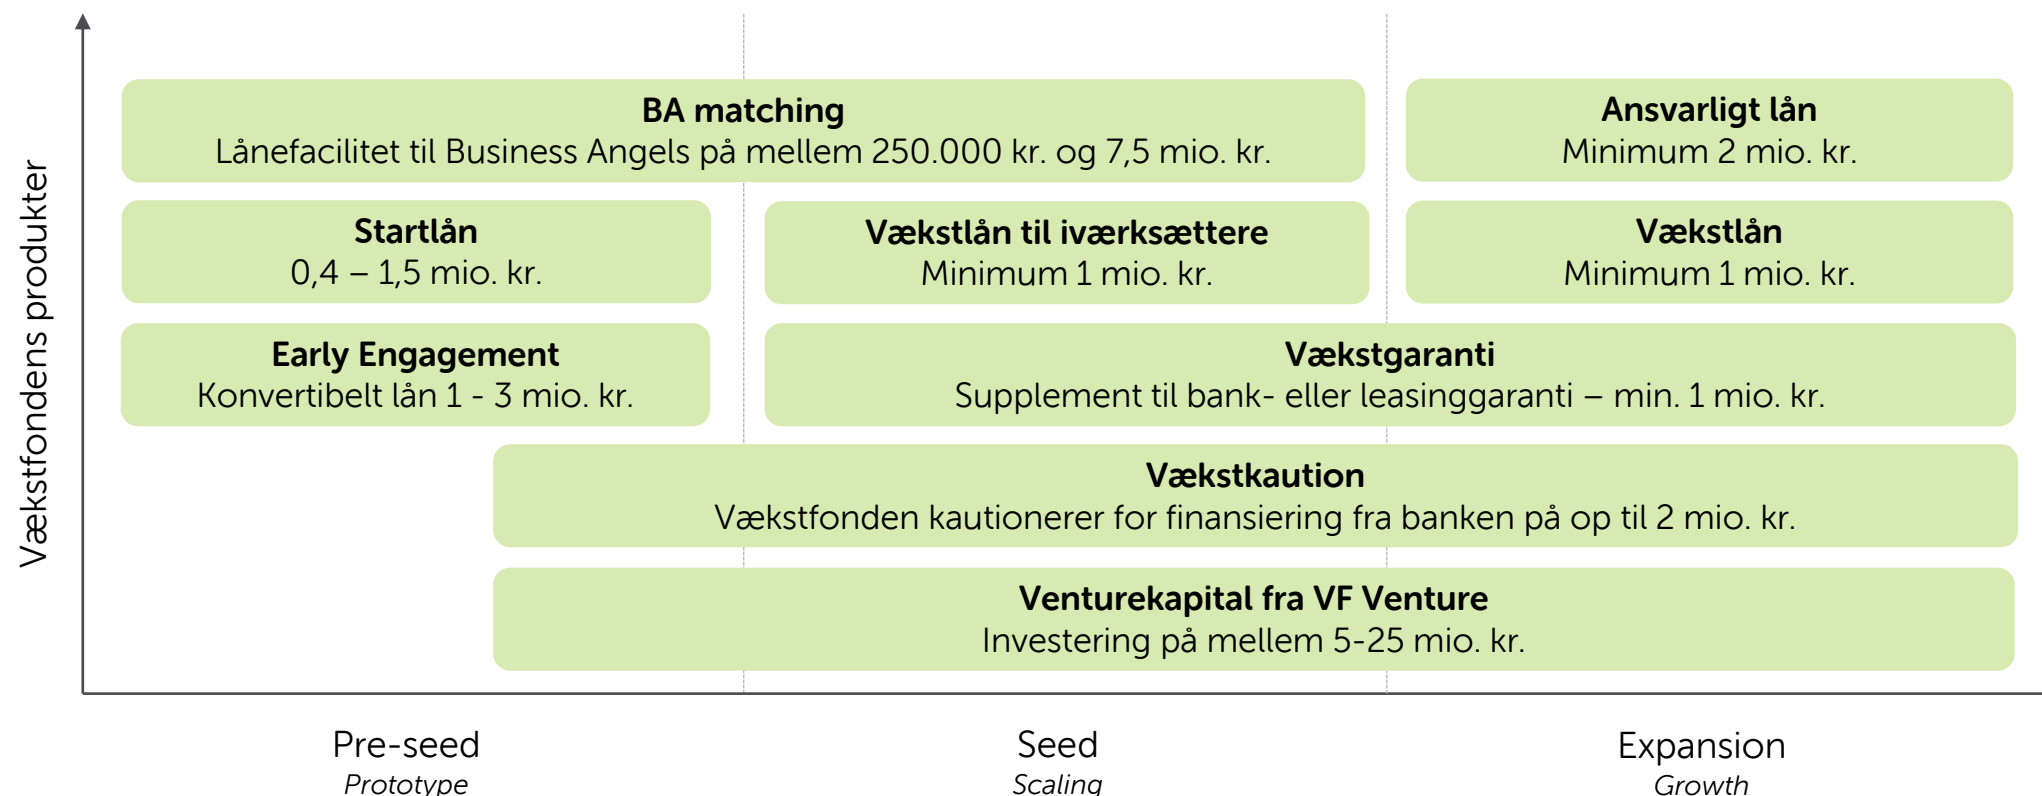 Vækstfondens produkter
BA matching
Lånefacilitet til Business Angels på mellem 250.000 kr. og 7,5 mio. kr.
Ansvarligt lån
Minimum 2 mio. kr.
Startlån
0,4 – 1,5 mio. kr.
Vækstlån til iværksættere
Minimum 1 mio. kr.
Vækstlån
Minimum 1 mio. kr.
Early Engagement
Konvertibelt lån 1 - 3 mio. kr.
Vækstgaranti
Supplement til bank- eller leasinggaranti – min. 1 mio. kr.
Vækstkaution
Vækstfonden kautionerer for finansiering fra banken på op til 2 mio. kr.
Venturekapital fra VF Venture
Investering på mellem 5-25 mio. kr.
Pre-seed
Prototype
Seed
Scaling
Expansion
Growth